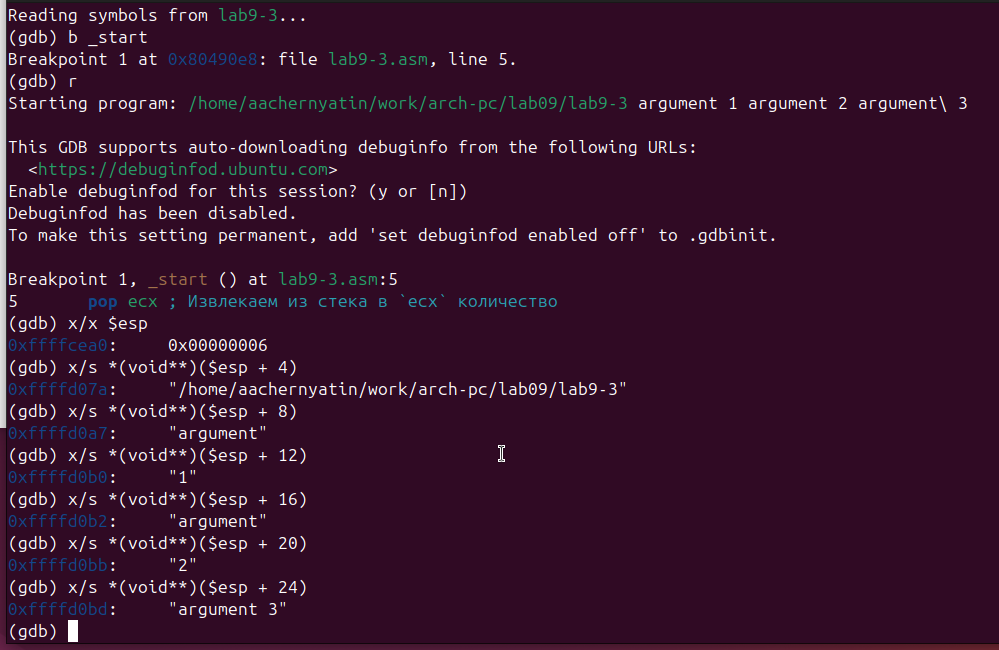 Reading symbols from lab9-3...
(gdb) b _start
Breakpoint 1 at 0x80490e8: file lab9-3.asm, line 5.
(gdb) r
Starting program: /home/aachernyatin/work/arch-pc/lab09/lab9-3 argument 1 argument 2 argument\ 3

This GDB supports auto-downloading debuginfo from the following URLs:
  <https://debuginfod.ubuntu.com>
Enable debuginfod for this session? (y or [n])
Debuginfod has been disabled.
To make this setting permanent, add 'set debuginfod enabled off' to .gdbinit.

Breakpoint 1, _start () at lab9-3.asm:5
5       pop ecx ; Извлекаем из стека в `ecx` количество
(gdb) x/x $esp
0xffffcea0:     0x00000006
(gdb) x/s *(void**)($esp + 4)
0xffffd07a:     "/home/aachernyatin/work/arch-pc/lab09/lab9-3"
(gdb) x/s *(void**)($esp + 8)
0xffffd0a7:     "argument"
(gdb) x/s *(void**)($esp + 12)
0xffffd0b0:     "1"
(gdb) x/s *(void**)($esp + 16)
0xffffd0b2:     "argument"
(gdb) x/s *(void**)($esp + 20)
0xffffd0bb:     "2"
(gdb) x/s *(void**)($esp + 24)
0xffffd0bd:     "argument 3"
(gdb)